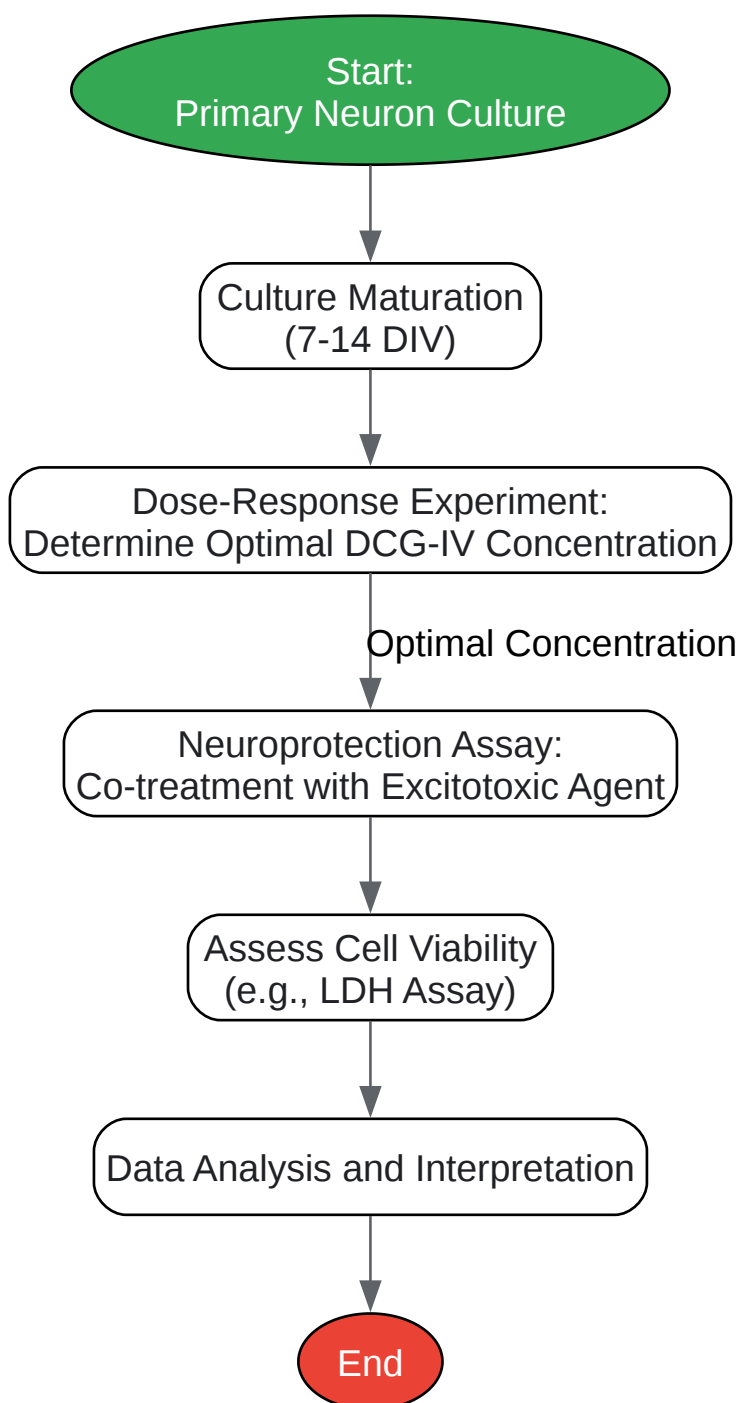 Start:
Primary Neuron Culture
Culture Maturation
(7-14 DIV)
Dose-Response Experiment:
Determine Optimal DCG-IV Concentration
Optimal Concentration
Neuroprotection Assay:
Co-treatment with Excitotoxic Agent
Assess Cell Viability
(e.g., LDH Assay)
Data Analysis and Interpretation
End